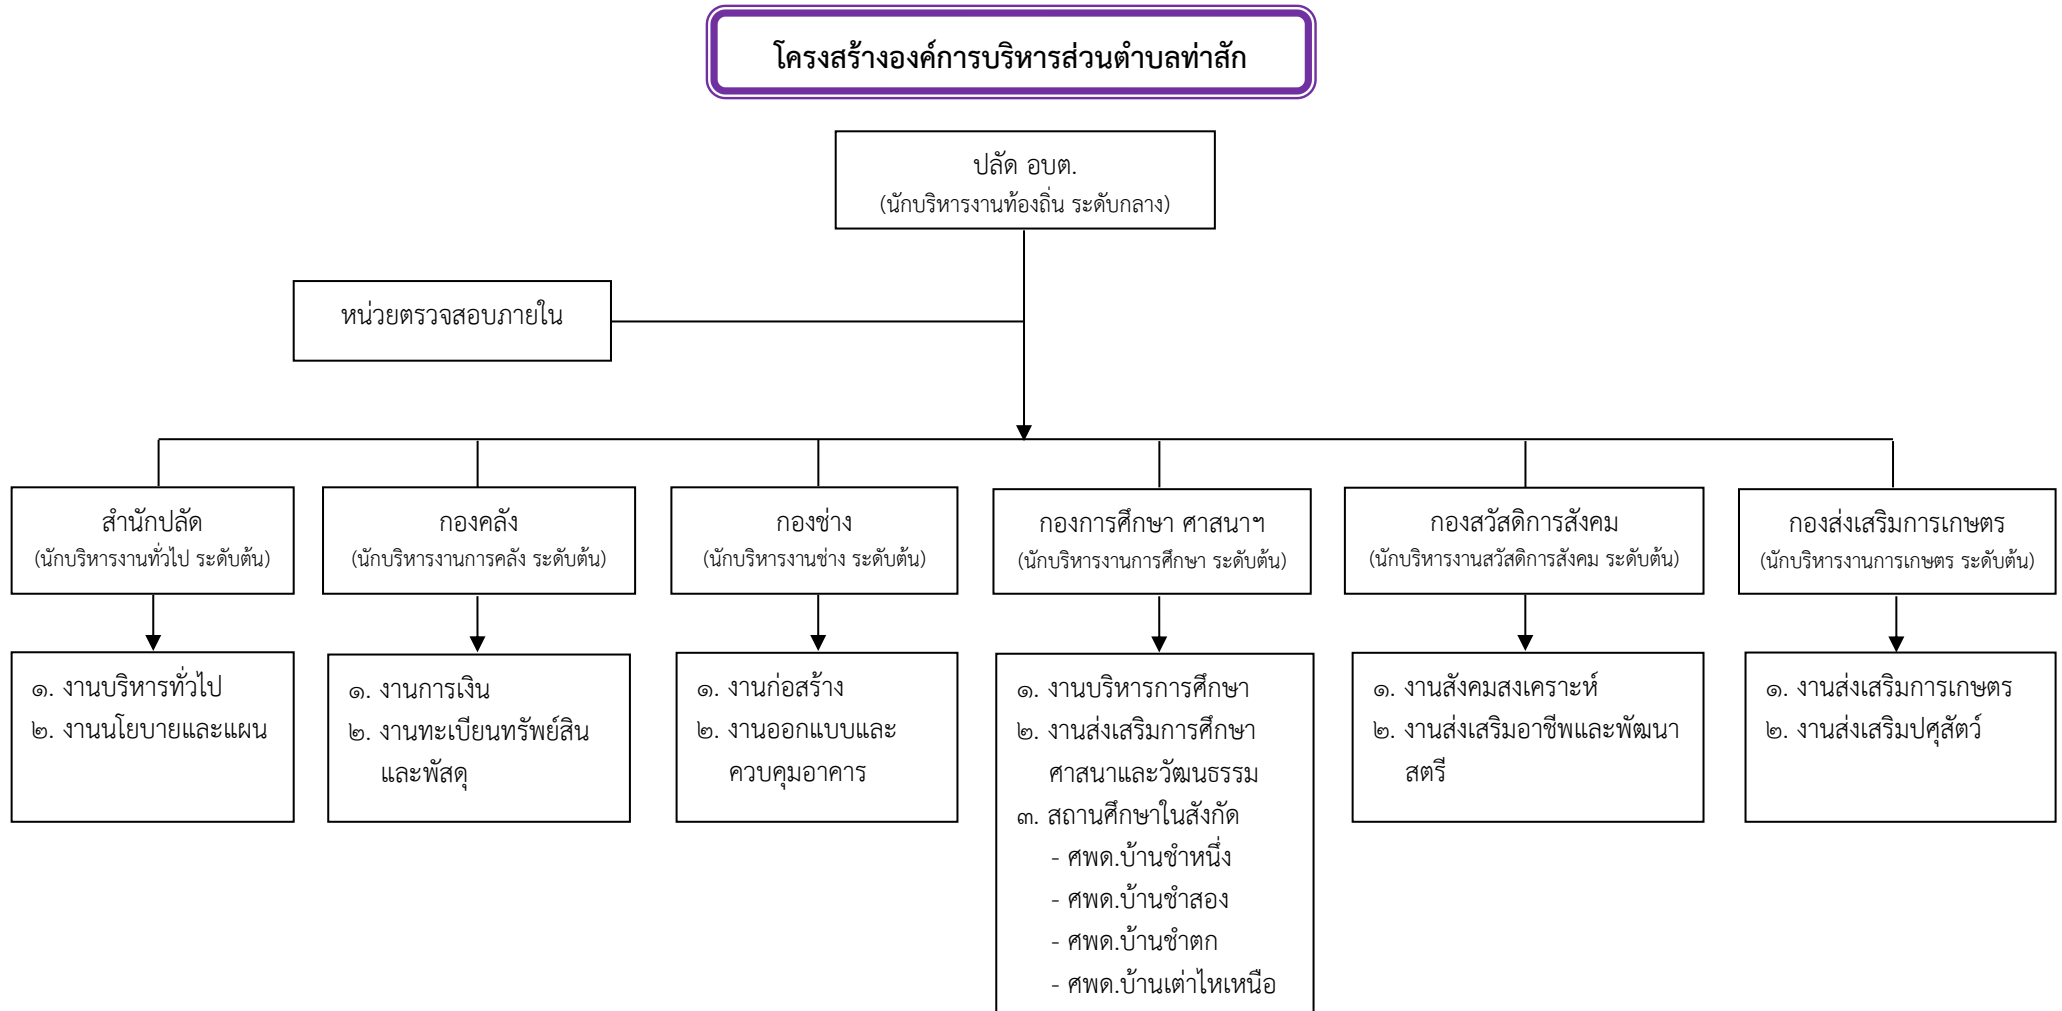 โครงสร้างองค์การบริหารส่วนตำบลท่าสัก
ปลัด อบต.
(นักบริหารงานท้องถิ่น ระดับกลาง)
หน่วยตรวจสอบภายใน
สำนักปลัด
(นักบริหารงานทั่วไป ระดับต้น)
กองคลัง
(นักบริหารงานการคลัง ระดับต้น)
กองช่าง
(นักบริหารงานช่าง ระดับต้น)
กองการศึกษา ศาสนาฯ
(นักบริหารงานการศึกษา ระดับต้น)
กองสวัสดิการสังคม
(นักบริหารงานสวัสดิการสังคม ระดับต้น)
กองส่งเสริมการเกษตร
(นักบริหารงานการเกษตร ระดับต้น)
๑. งานบริหารทั่วไป
๒. งานนโยบายและแผน
๑. งานการเงิน
๒. งานทะเบียนทรัพย์สิน
และพัสดุ
๑. งานก่อสร้าง
๒. งานออกแบบและ
ควบคุมอาคาร
๑. งานบริหารการศึกษา
๒. งานส่งเสริมการศึกษา
ศาสนาและวัฒนธรรม
๓. สถานศึกษาในสังกัด
- ศพด.บ้านชำหนึ่ง
- ศพด.บ้านชำสอง
- ศพด.บ้านชำตก
- ศพด.บ้านเต่าไหเหนือ
๑. งานสังคมสงเคราะห์
๒. งานส่งเสริมอาชีพและพัฒนา
สตรี
๑. งานส่งเสริมการเกษตร
๒. งานส่งเสริมปศุสัตว์